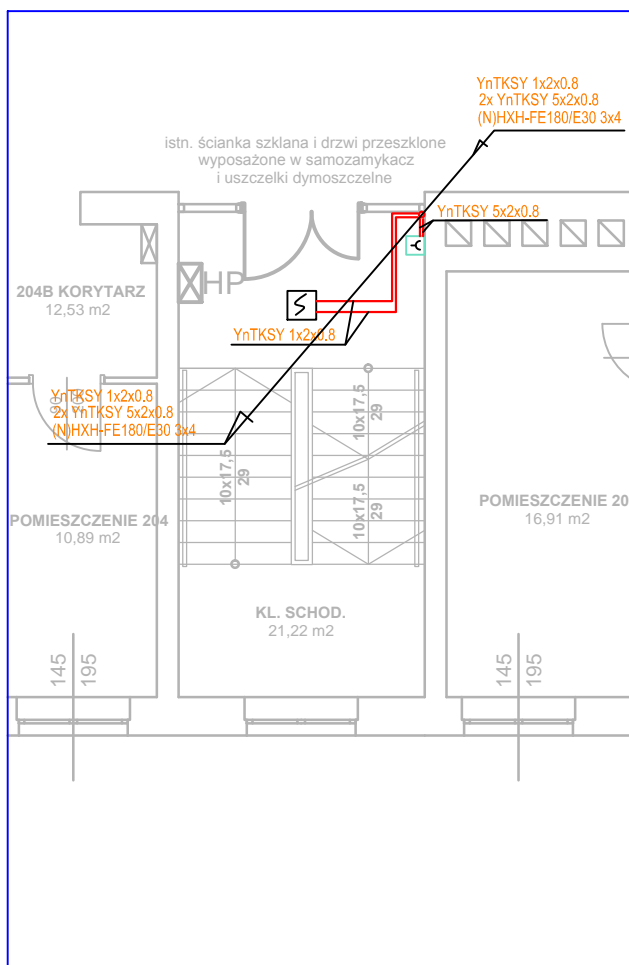 YnTKSY 1x2x0.8
2x YnTKSY 5x2x0.8
(N)HXH-FE180/E30 3x4
istn. ścianka szklana i drzwi przeszklone
wyposażone w samozamykacz
i uszczelki dymoszczelne
YnTKSY 5x2x0.8
HP
204B KORYTARZ
12,53 m2
YnTKSY 1x2x0.8
YnTKSY 1x2x0.8
2x YnTKSY 5x2x0.8
(N)HXH-FE180/E30 3x4
10x17,5
29
10x17,5
29
10x17,5
29
POMIESZCZENIE 204
10,89 m2
POMIESZCZENIE 20
16,91 m2
KL. SCHOD.
21,22 m2
145
195
145
195